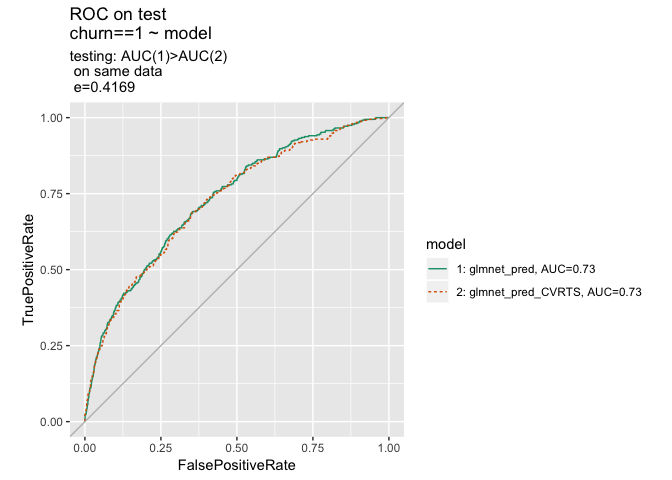 ROC on test
churn==1 ~ model
testing: AUC(1)>AUC(2)
on same data
e=0.4169
1.00
0.75
0.50
0.25
0.00
TruePositiveRate
0.00 0.25 0.50 0.75 1.00
FalsePositiveRate
model
1: glmnet_pred, AUC=0.73
2: glmnet_pred_CVRTS, AUC=0.73